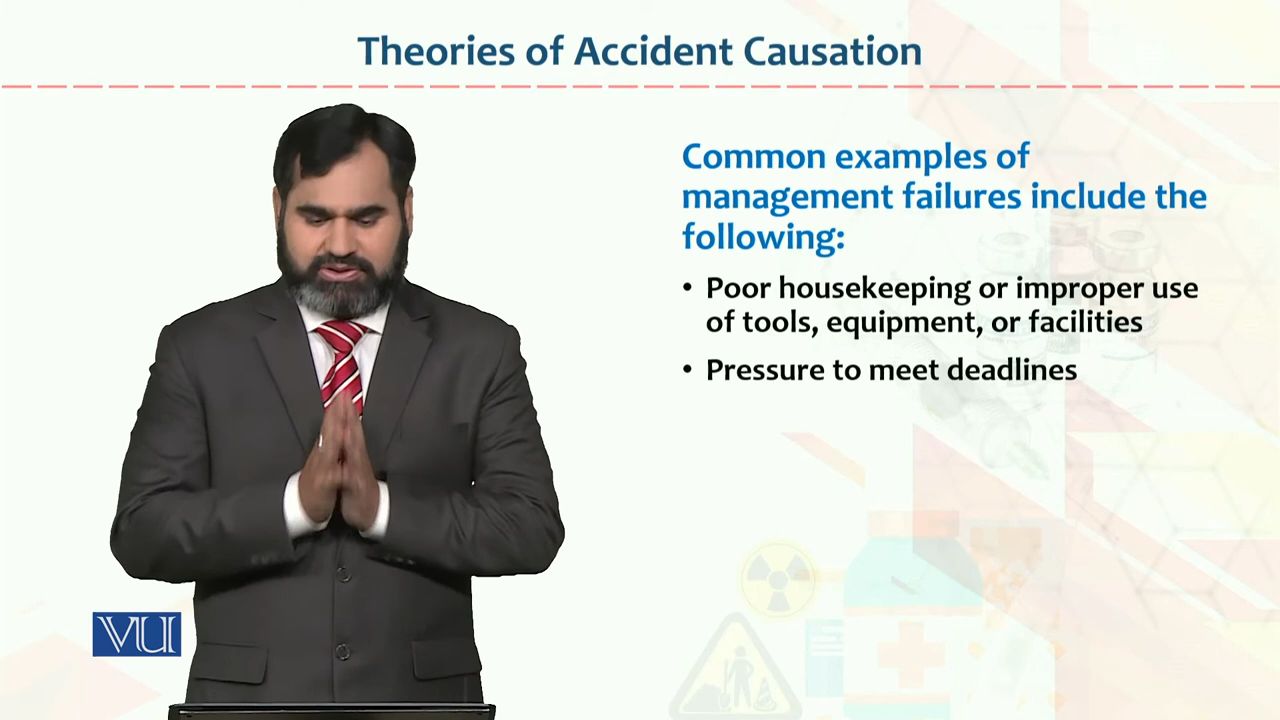 Theories of Accident Causation
Common examples of
management failures include the
following:
• Poor housekeeping or improper use
of tools, equipment, or facilities
• Pressure to meet deadlines
VU